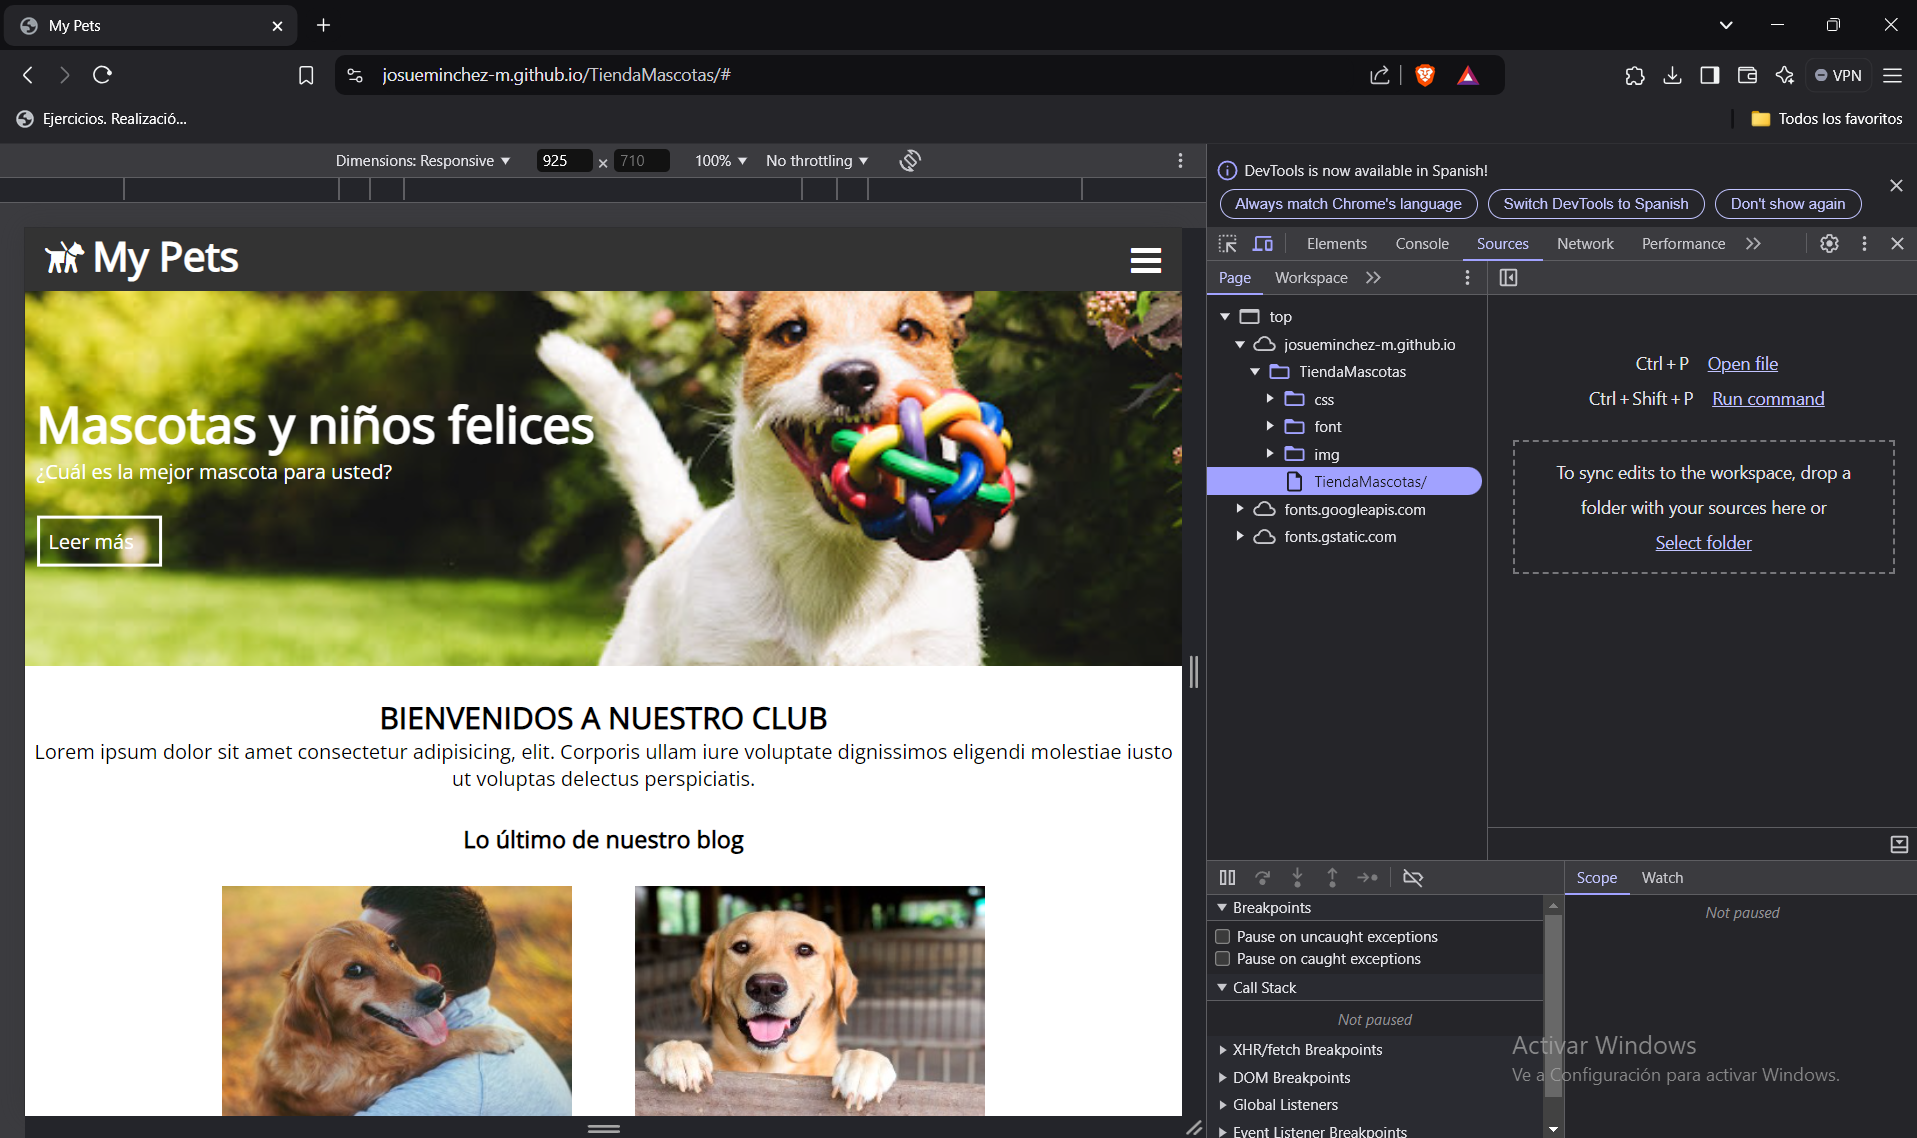 My Pets
josueminchez-m.github.io/TiendaMascotas/#
VPN
Ejercicios. Realizació...
Todos los favoritos
Dimensions: Responsive
925 × 710
100%
No throttling
DevTools is now available in Spanish!
Always match Chrome's language
Switch DevTools to Spanish
Don't show again
Elements
Console
Sources
Network
Performance
Page
Workspace
top
josueminchez-m.github.io
TiendaMascotas
css
font
img
TiendaMascotas/
fonts.googleapis.com
fonts.gstatic.com
Ctrl + P Open file
Ctrl + Shift + P Run command
To sync edits to the workspace, drop a
folder with your sources here or
Select folder
My Pets
Mascotas y niños felices
¿Cuál es la mejor mascota para usted?
Leer más
BIENVENIDOS A NUESTRO CLUB
Lorem ipsum dolor sit amet consectetur adipisicing, elit. Corporis ullam iure voluptate dignissimos eligendi molestiae iusto
ut voluptas delectus perspiciatis.
Lo último de nuestro blog
Breakpoints
Pause on uncaught exceptions
Pause on caught exceptions
Call Stack
Not paused
XHR/fetch Breakpoints
DOM Breakpoints
Global Listeners
Event Listener Breakpoints
Scope
Watch
Not paused
Activar Windows
Ve a Configuración para activar Windows.